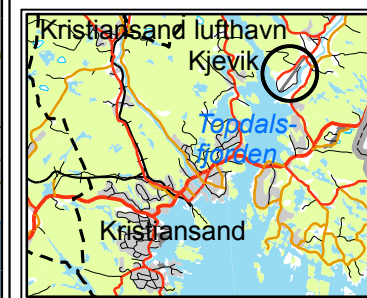 Kristiansand lufthavn
Kjevik
Topdals-
fjorden
Kristiansand